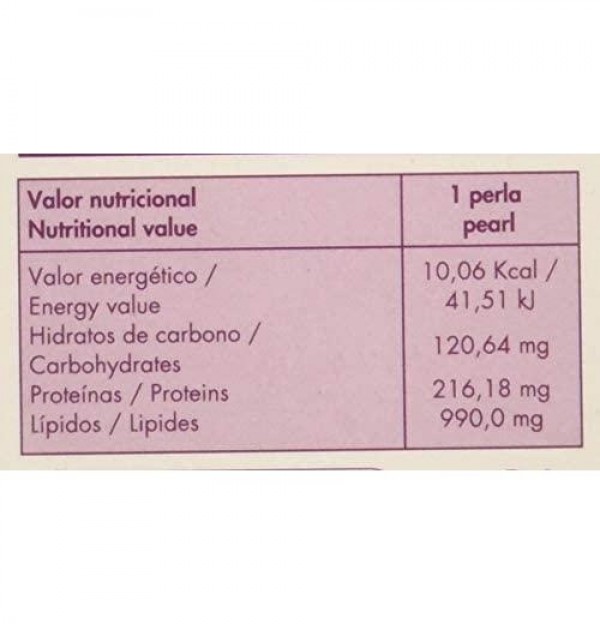 Valor nutricional
Nutritional value
1 perla
pearl
Valor energético /
Energy value
10,06 Kcal /
41,51 kJ
Hidratos de carbono /
Carbohydrates
120,64 mg
Proteínas / Proteins
216,18 mg
Lípidos / Lipides
990,0 mg